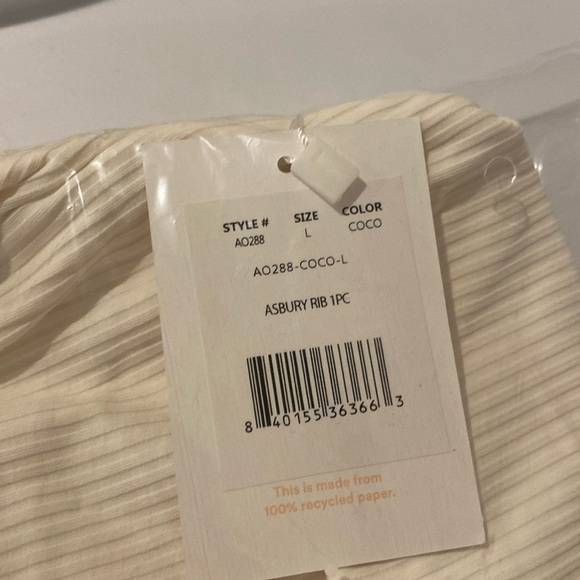 STYLE # SIZE COLOR
AO288 L COCO
AO288-COCO-L
ASBURY RIB 1PC
8 40155 36366 3
This is made from
100% recycled paper.